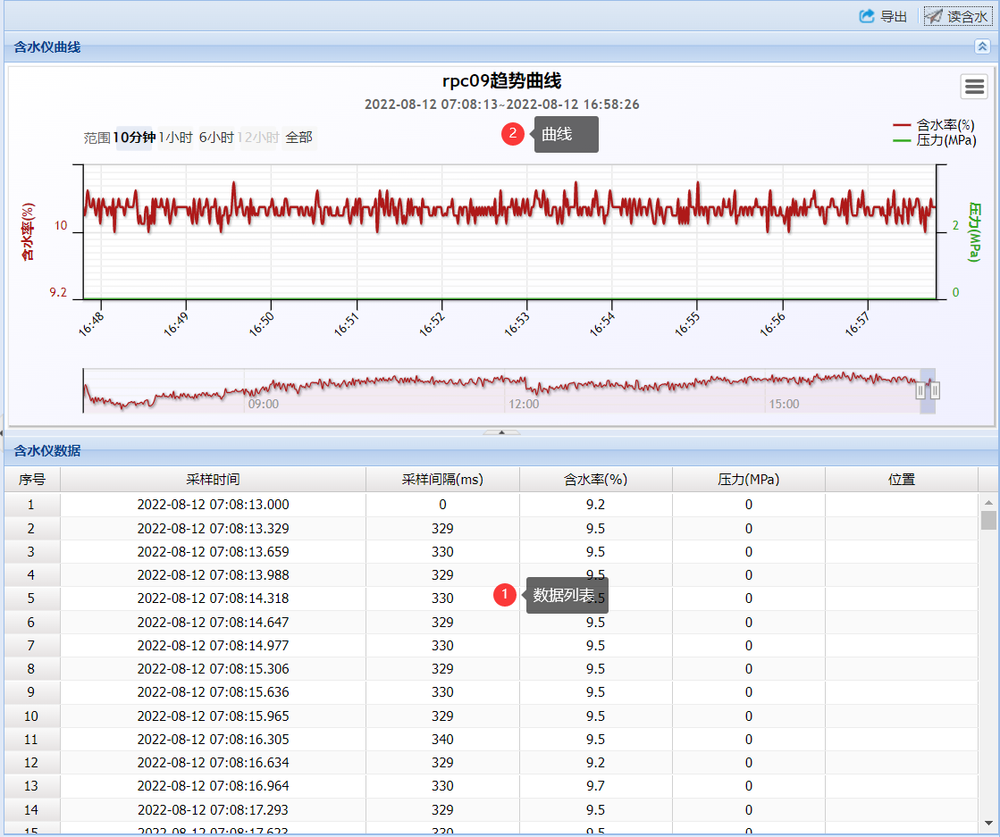 导出 读含水
含水仪曲线
rpc09趋势曲线
2022-08-12 07:08:13~2022-08-12 16:58:26
范围 10分钟 1小时 6小时 12小时 全部
2 曲线
含水率(%)
压力(MPa)
含水率(%)
10
9.2
压力(MPa)
2
0
16:48 16:49 16:50 16:51 16:52 16:53 16:54 16:55 16:56 16:57
09:00 12:00 15:00
含水仪数据
序号 采样时间 采样间隔(ms) 含水率(%) 压力(MPa) 位置
1 2022-08-12 07:08:13.000 0 9.2 0
2 2022-08-12 07:08:13.329 329 9.5 0
3 2022-08-12 07:08:13.659 330 9.5 0
4 2022-08-12 07:08:13.988 329 9.5 0
5 2022-08-12 07:08:14.318 330 9.5 0
1 数据列表
6 2022-08-12 07:08:14.647 329 9.5 0
7 2022-08-12 07:08:14.977 330 9.5 0
8 2022-08-12 07:08:15.306 329 9.5 0
9 2022-08-12 07:08:15.636 330 9.5 0
10 2022-08-12 07:08:15.965 329 9.5 0
11 2022-08-12 07:08:16.305 340 9.5 0
12 2022-08-12 07:08:16.634 329 9.2 0
13 2022-08-12 07:08:16.964 330 9.7 0
14 2022-08-12 07:08:17.293 329 9.5 0
15 2022-08-12 07:08:17.623 330 9.5 0